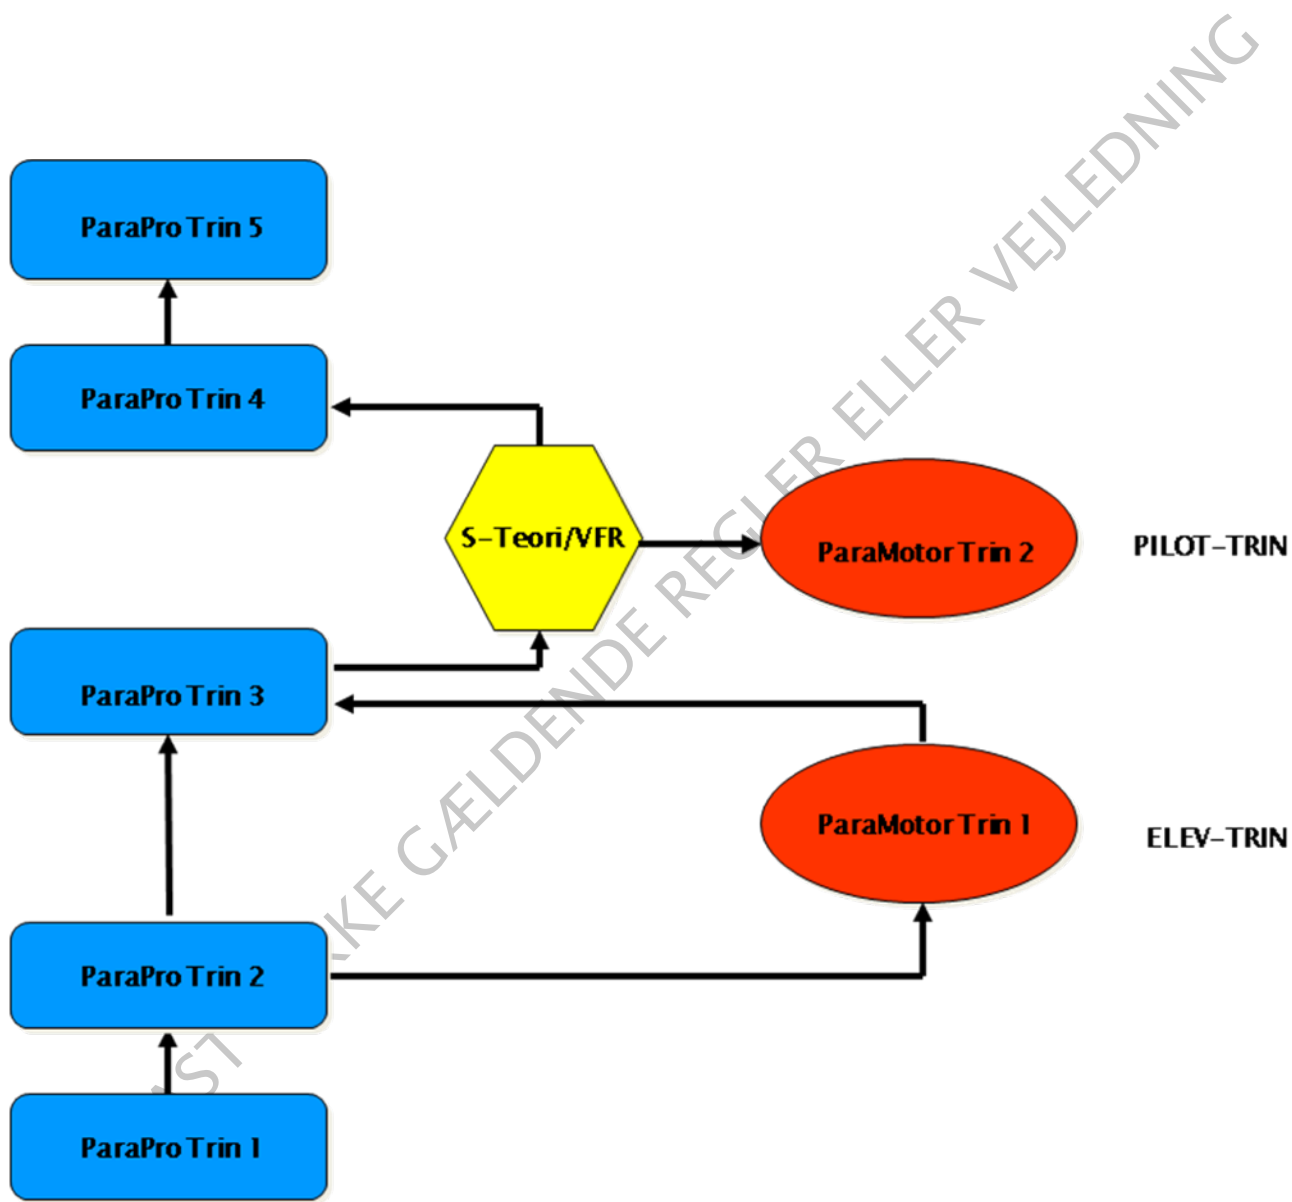 ParaPro Trin 5
ParaPro Trin 4
S-Teori/VFR
ParaMotor Trin 2
PILOT-TRIN
ParaPro Trin 3
ParaMotor Trin 1
ELEV-TRIN
ParaPro Trin 2
ParaPro Trin 1
GÆLDENDE REGLER ELLER VEJLEDNING